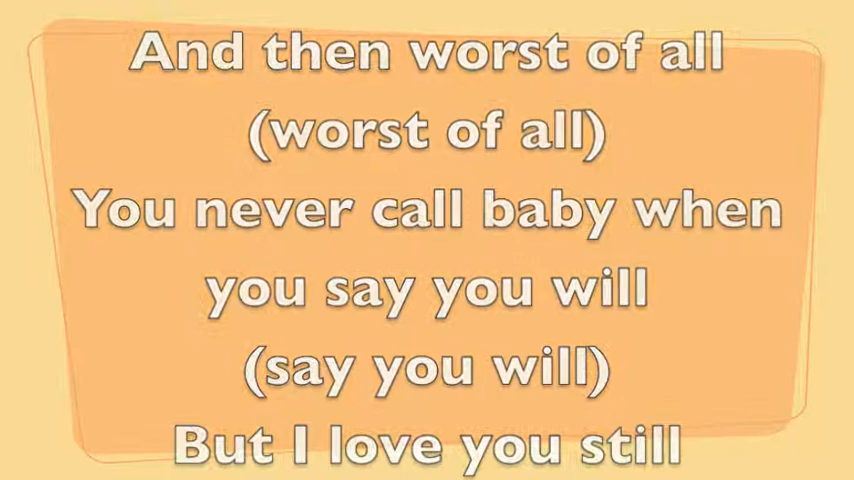 And then worst of all
(worst of all)
You never call baby when
you say you will
(say you will)
But I love you still